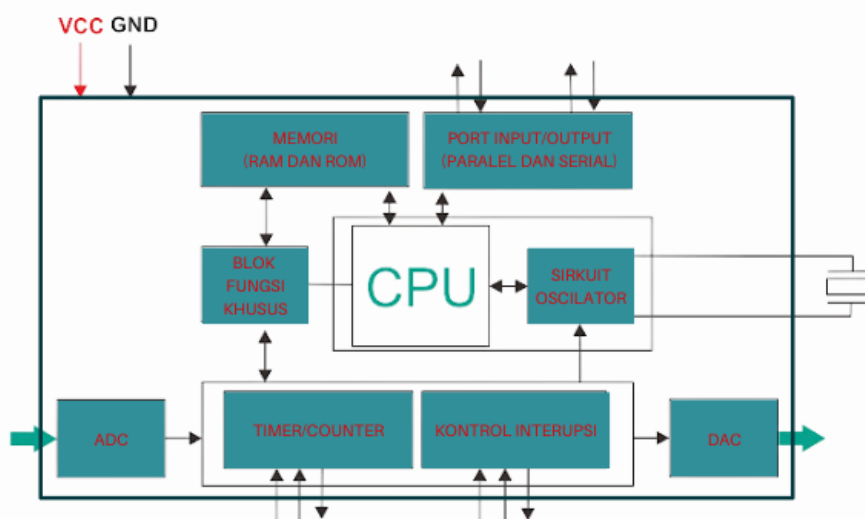 VCC GND
MEMORI
(RAM DAN ROM)
PORT INPUT/OUTPUT
(PARALEL DAN SERIAL)
BLOK
FUNGSI
KHUSUS
CPU
SIRKUIT
OSCILATOR
ADC
TIMER/COUNTER
KONTROL INTERUPSI
DAC